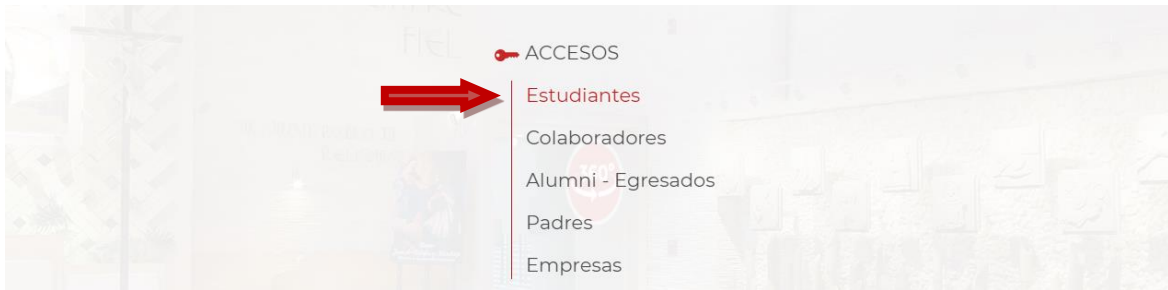 ACCESOS
Estudiantes
Colaboradores
Alumni - Egresados
Padres
Empresas